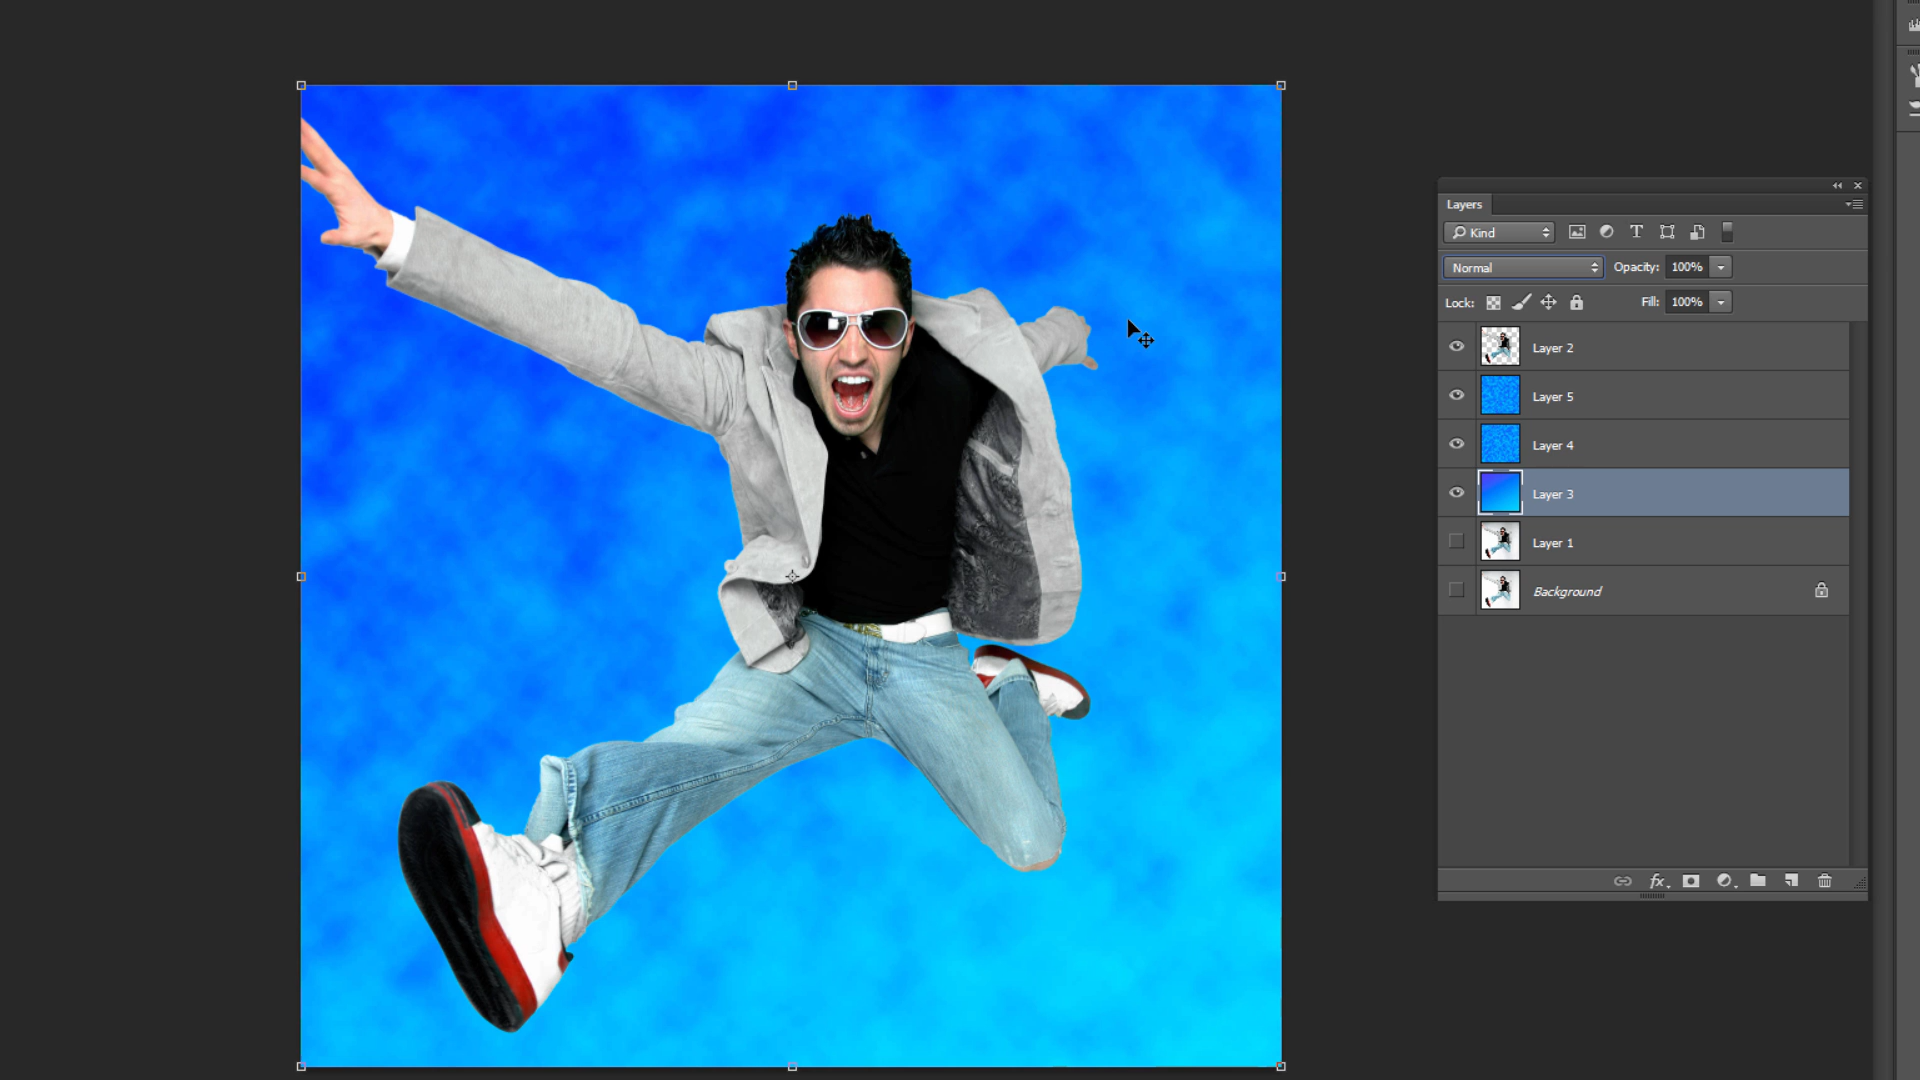 Layers
Kind
Normal
Opacity: 100%
Lock:
Fill: 100%
Layer 2
Layer 5
Layer 4
Layer 3
Layer 1
Background
fx